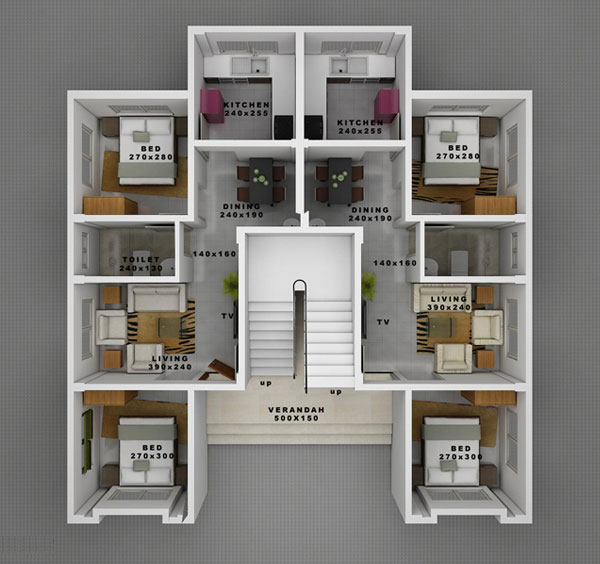 KITCHEN
240x255
KITCHEN
240x255
BED
270x280
BED
270x280
DINING
240x190
DINING
240x190
TOILET
240x130
140x160
140x160
LIVING
390x240
TV
TV
LIVING
390x240
up
up
VERANDAH
500X150
BED
270x300
BED
270x300